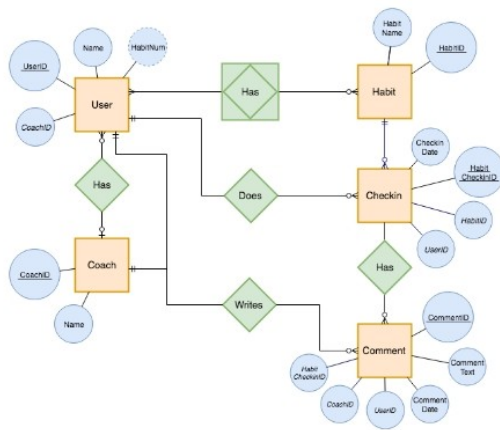 Name
HabitNum
UserID
User
CoachID
Has
Habit
Name
HabitID
Habit
Has
Does
Checkin
Date
Habit
CheckinID
Checkin
HabitID
UserID
Coach
CoachID
Name
Writes
Has
CommentID
Comment
Comment
Text
Habit
CheckinID
CoachID
UserID
Comment
Date